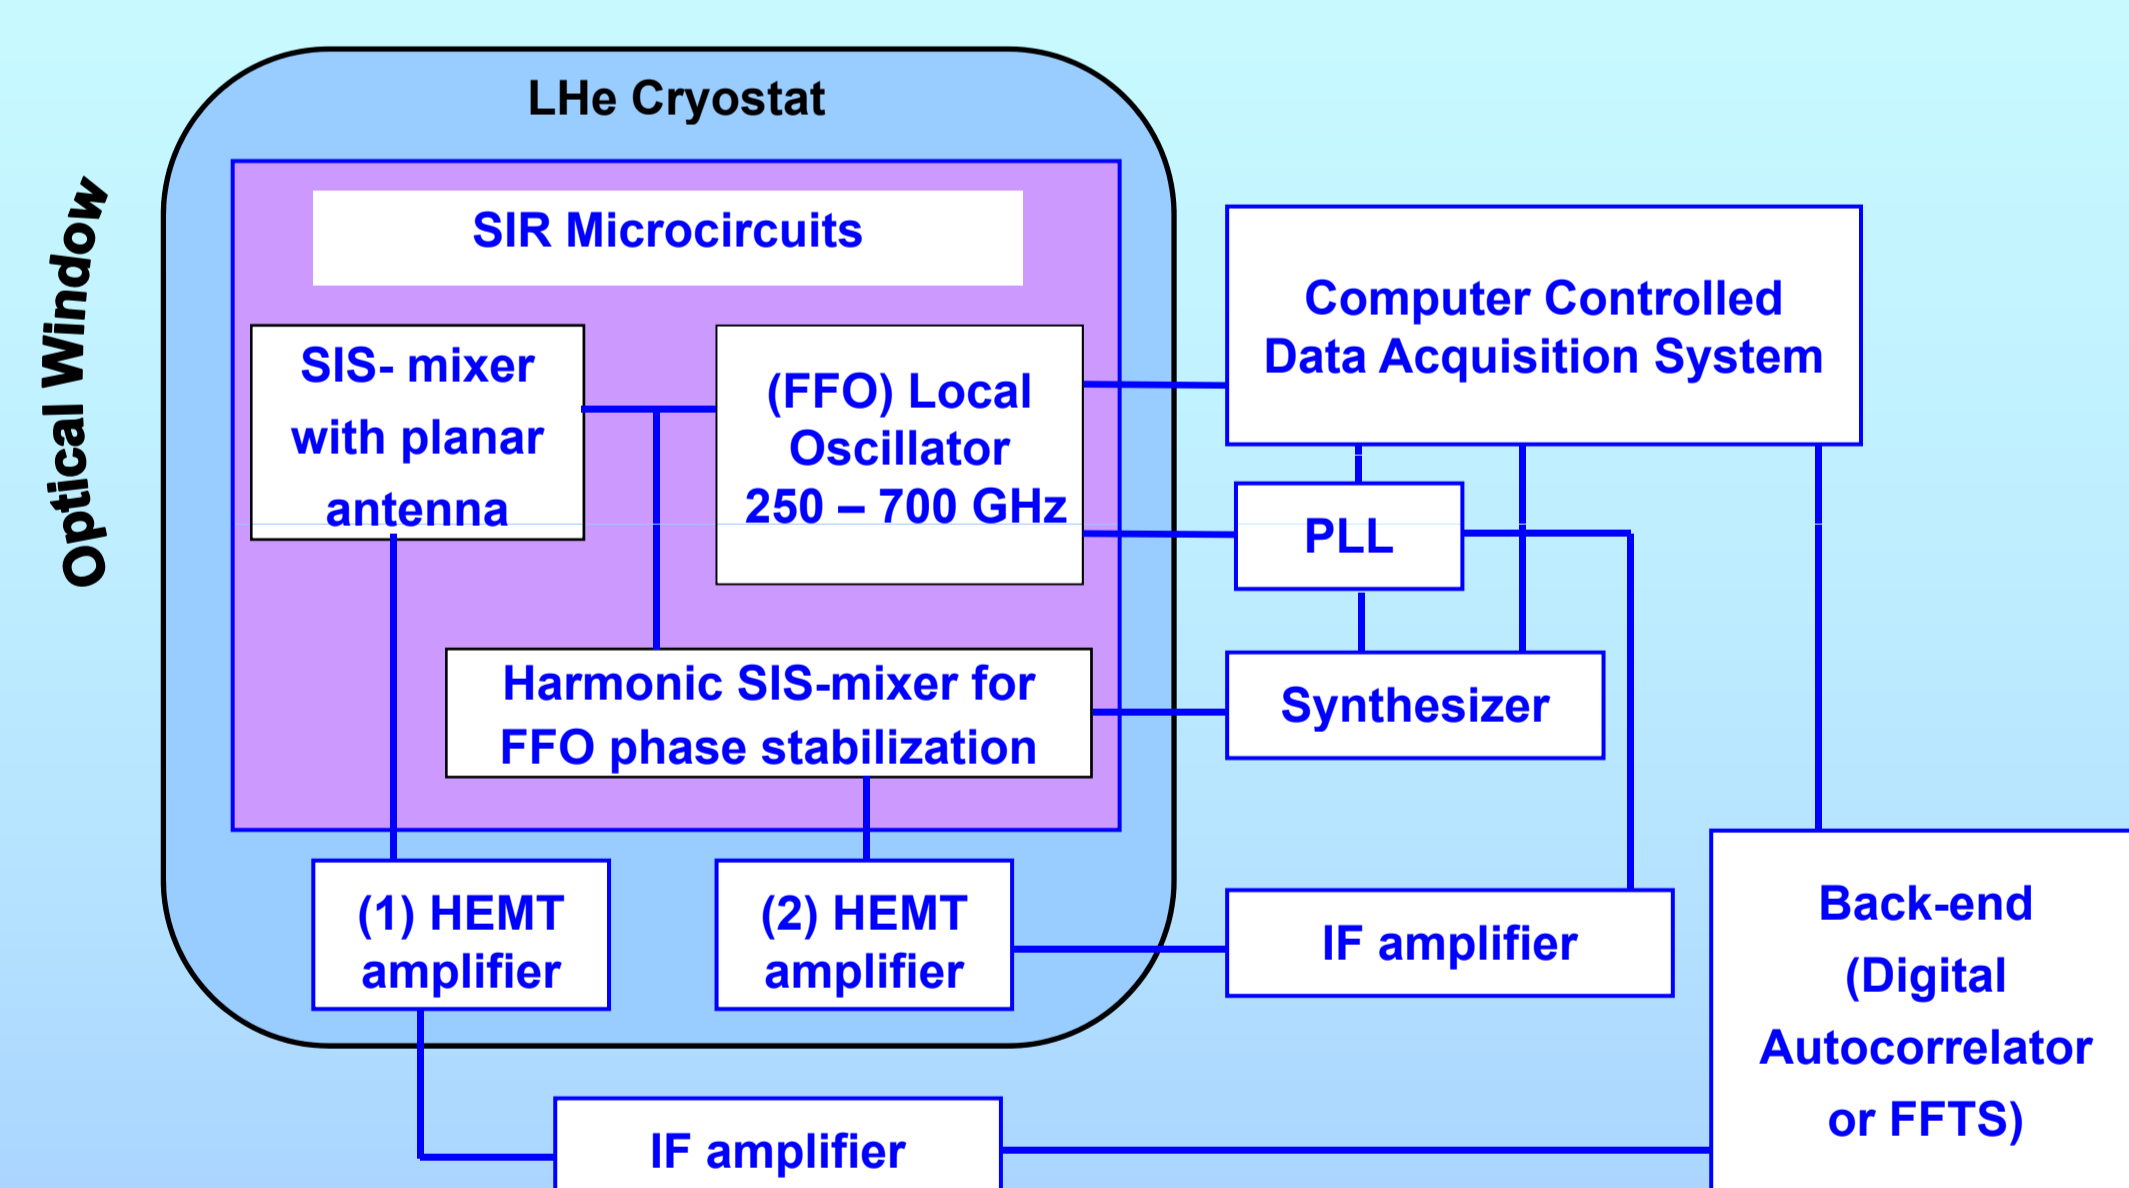 LHe Cryostat
Optical Window
SIR Microcircuits
SIS- mixer
with planar
antenna
(FFO) Local
Oscillator
250 – 700 GHz
Computer Controlled
Data Acquisition System
PLL
Harmonic SIS-mixer for
FFO phase stabilization
Synthesizer
(1) HEMT
amplifier
(2) HEMT
amplifier
IF amplifier
Back-end
(Digital
Autocorrelator
or FFTS)
IF amplifier